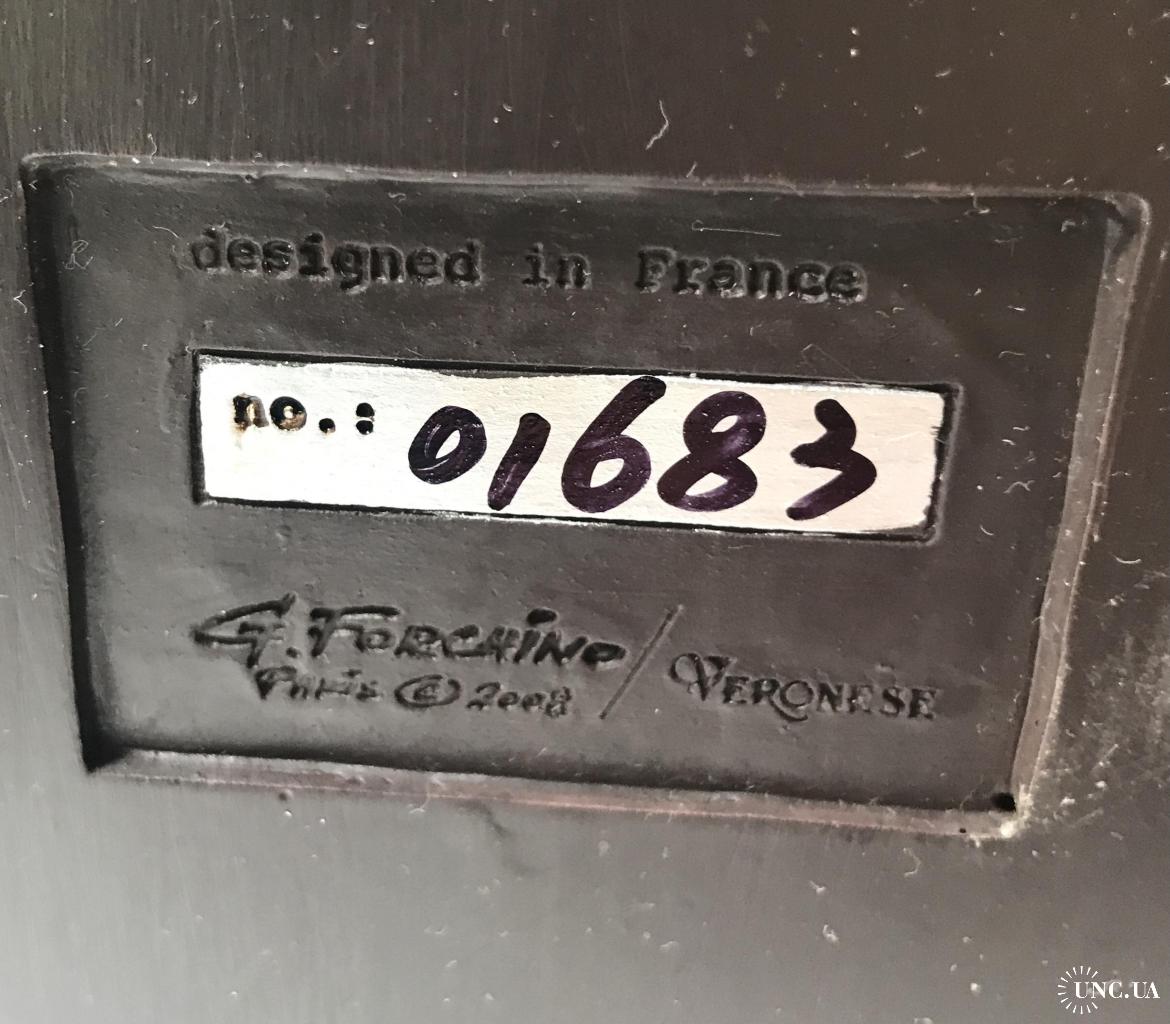 designed in France
no.: 01683
G. FORCHINO / VERONESE
PARIS © 2008
UNC.UA